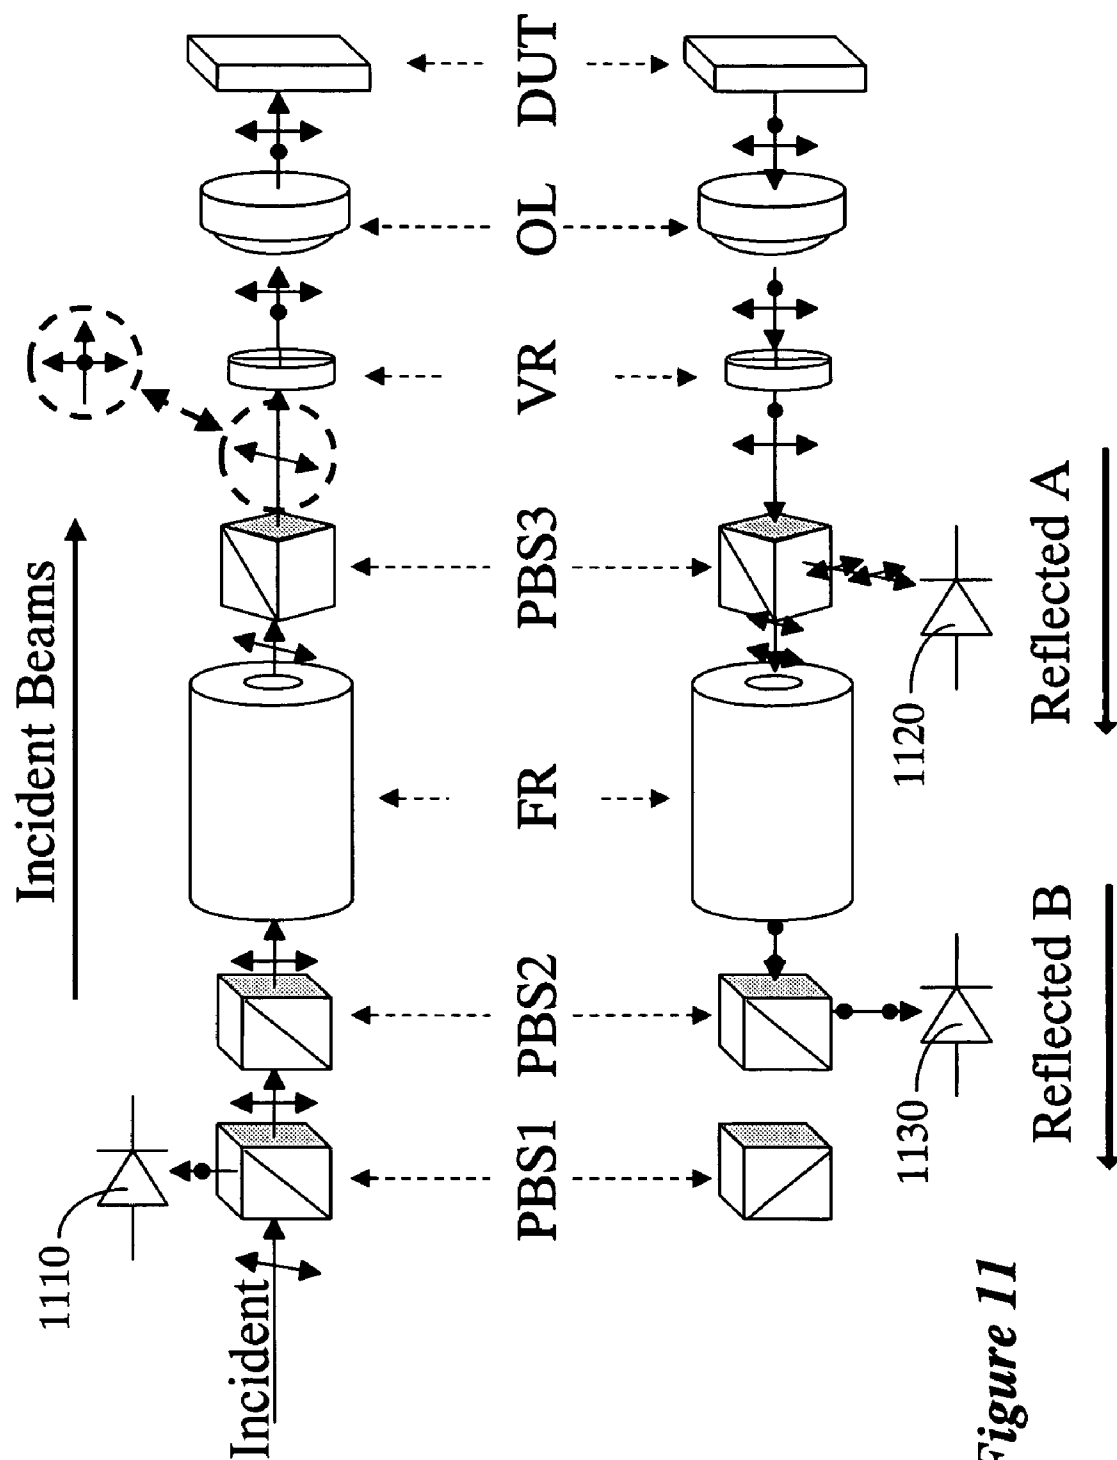 Incident Beams
1110
Incident
PBS1
PBS2
FR
PBS3
VR
OL
DUT
1130
1120
Reflected B
Reflected A
Figure 11